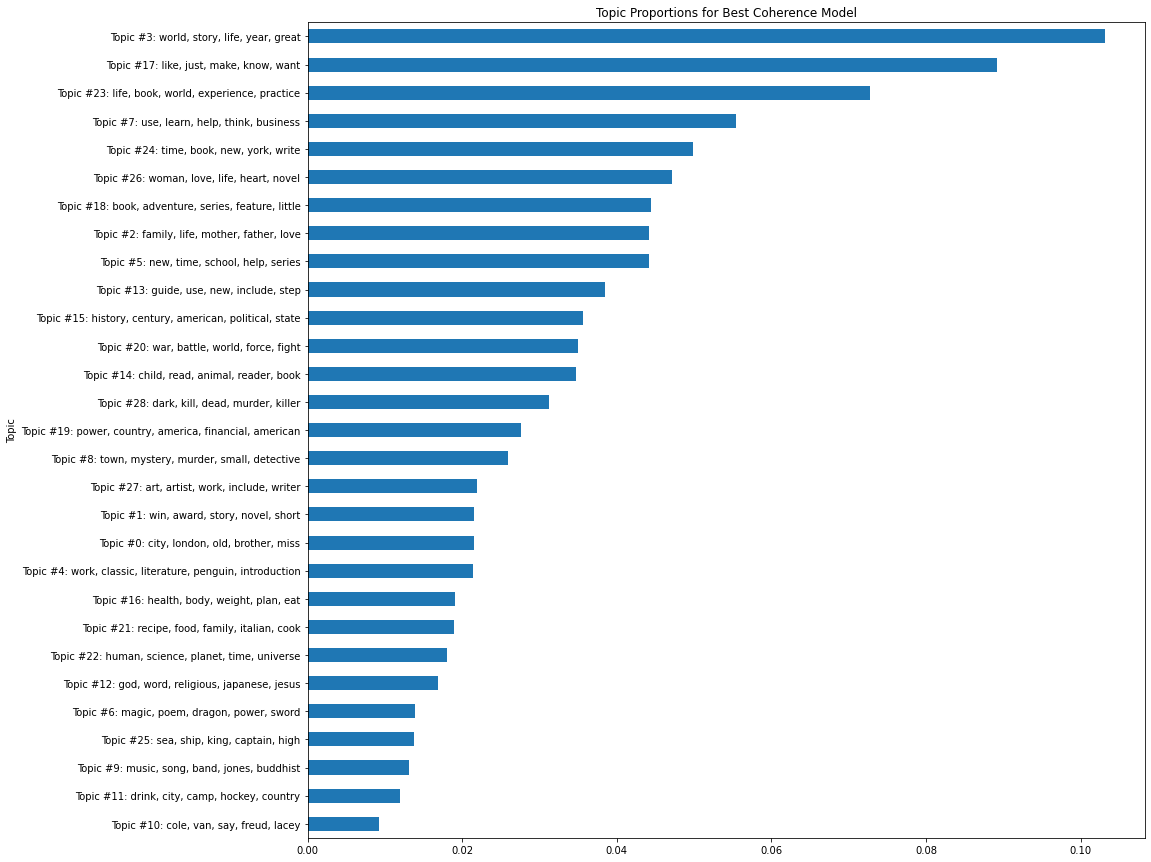 Topic Proportions for Best Coherence Model
Topic #3: world, story, life, year, great
Topic #17: like, just, make, know, want
Topic #23: life, book, world, experience, practice
Topic #7: use, learn, help, think, business
Topic #24: time, book, new, york, write
Topic #26: woman, love, life, heart, novel
Topic #18: book, adventure, series, feature, little
Topic #2: family, life, mother, father, love
Topic #5: new, time, school, help, series
Topic #13: guide, use, new, include, step
Topic #15: history, century, american, political, state
Topic #20: war, battle, world, force, fight
Topic #14: child, read, animal, reader, book
Topic #28: dark, kill, dead, murder, killer
Topic #19: power, country, america, financial, american
Topic #8: town, mystery, murder, small, detective
Topic #27: art, artist, work, include, writer
Topic #1: win, award, story, novel, short
Topic #0: city, london, old, brother, miss
Topic #4: work, classic, literature, penguin, introduction
Topic #16: health, body, weight, plan, eat
Topic #21: recipe, food, family, italian, cook
Topic #22: human, science, planet, time, universe
Topic #12: god, word, religious, japanese, jesus
Topic #6: magic, poem, dragon, power, sword
Topic #25: sea, ship, king, captain, high
Topic #9: music, song, band, jones, buddhist
Topic #11: drink, city, camp, hockey, country
Topic #10: cole, van, say, freud, lacey
Topic
0.00 0.02 0.04 0.06 0.08 0.10